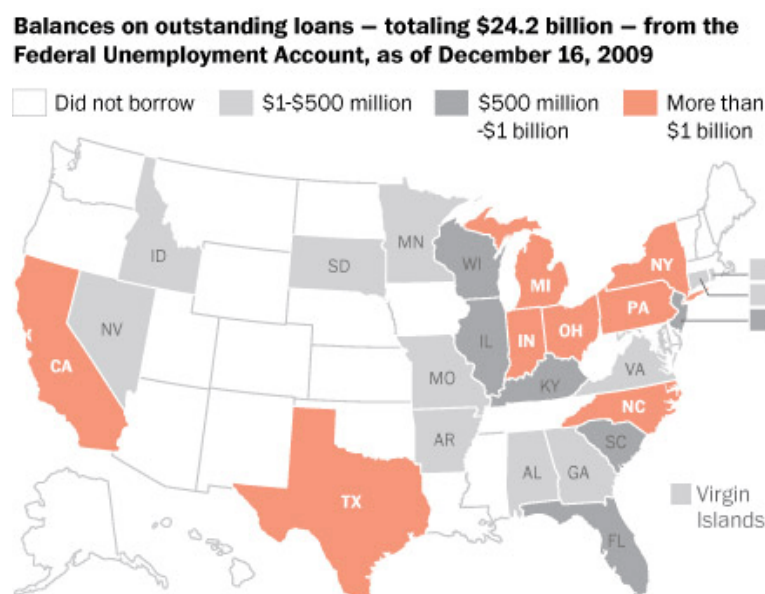 Balances on outstanding loans — totaling $24.2 billion — from the
Federal Unemployment Account, as of December 16, 2009
Did not borrow
$1-$500 million
$500 million
-$1 billion
More than
$1 billion
ID
MN
SD
WI
MI
NY
PA
NV
CA
IL
IN
OH
MO
KY
VA
NC
AR
SC
AL
GA
TX
FL
Virgin
Islands